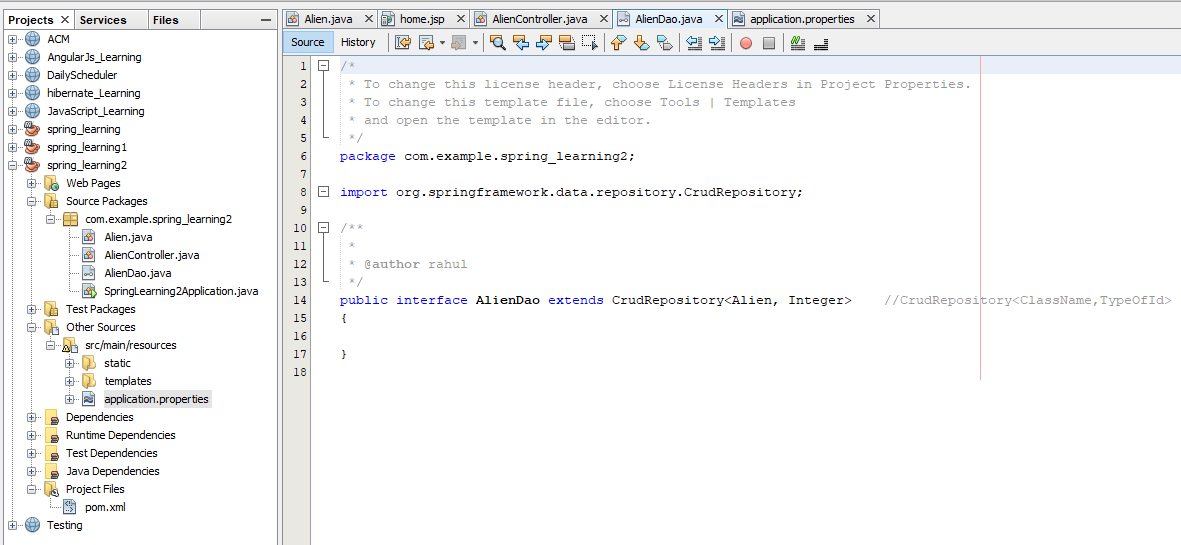 Projects × Services Files
ACM
AngularJs_Learning
DailyScheduler
hibernate_Learning
JavaScript_Learning
spring_learning
spring_learning1
spring_learning2
Web Pages
Source Packages
com.example.spring_learning2
Alien.java
AlienController.java
AlienDao.java
SpringLearning2Application.java
Test Packages
Other Sources
src/main/resources
static
templates
application.properties
Dependencies
Runtime Dependencies
Test Dependencies
Java Dependencies
Project Files
pom.xml
Testing
Alien.java × home.jsp × AlienController.java × AlienDao.java × application.properties ×
Source History
1 /*
2 * To change this license header, choose License Headers in Project Properties.
3 * To change this template file, choose Tools | Templates
4 * and open the template in the editor.
5 */
6 package com.example.spring_learning2;
7
8 import org.springframework.data.repository.CrudRepository;
9
10 /**
11 *
12 * @author rahul
13 */
14 public interface AlienDao extends CrudRepository<Alien, Integer> //CrudRepository<ClassName,TypeOfId>
15 {
16
17 }
18